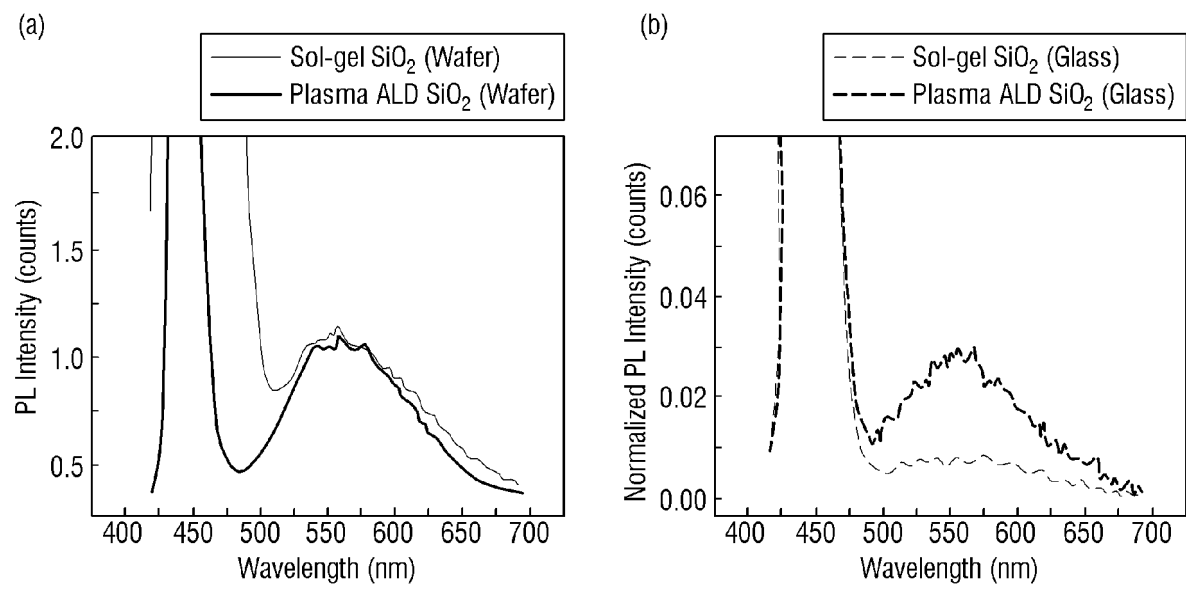 (a)
Sol-gel SiO₂ (Wafer)
Plasma ALD SiO₂ (Wafer)
2.0
1.5
1.0
0.5
PL Intensity (counts)
400 450 500 550 600 650 700
Wavelength (nm)
(b)
Sol-gel SiO₂ (Glass)
Plasma ALD SiO₂ (Glass)
0.06
0.04
0.02
0.00
Normalized PL Intensity (counts)
400 450 500 550 600 650 700
Wavelength (nm)